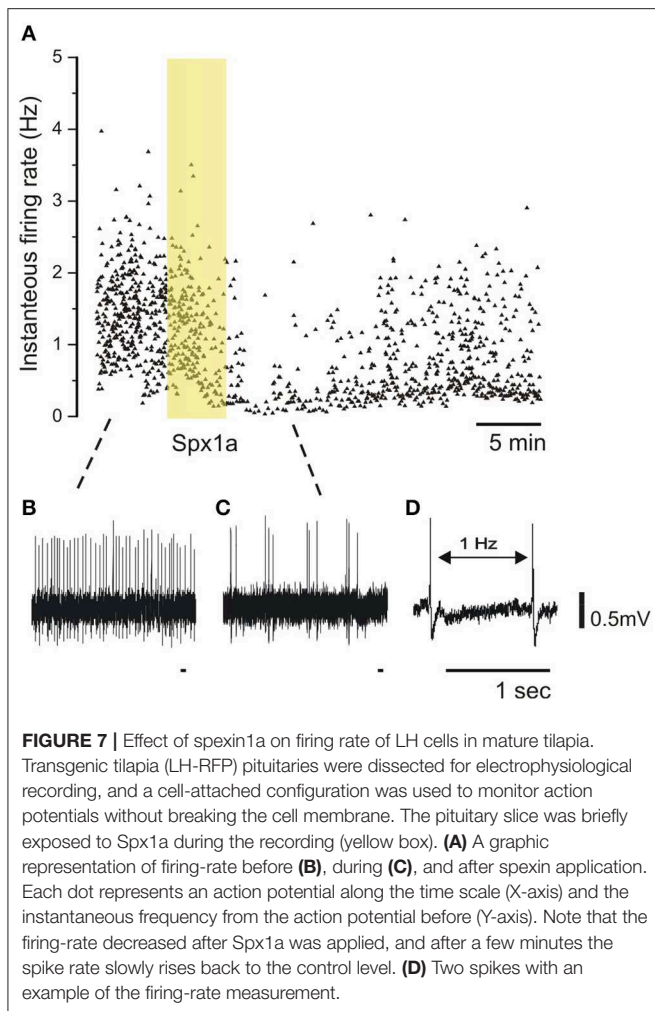 A
Instanteous firing rate (Hz)
5
4
3
2
1
0
Spx1a
5 min
B
C
D
1 Hz
0.5mV
1 sec
FIGURE 7 | Effect of spexin1a on firing rate of LH cells in mature tilapia.
Transgenic tilapia (LH-RFP) pituitaries were dissected for electrophysiological
recording, and a cell-attached configuration was used to monitor action
potentials without breaking the cell membrane. The pituitary slice was briefly
exposed to Spx1a during the recording (yellow box). (A) A graphic
representation of firing-rate before (B), during (C), and after spexin application.
Each dot represents an action potential along the time scale (X-axis) and the
instantaneous frequency from the action potential before (Y-axis). Note that the
firing-rate decreased after Spx1a was applied, and after a few minutes the
spike rate slowly rises back to the control level. (D) Two spikes with an
example of the firing-rate measurement.